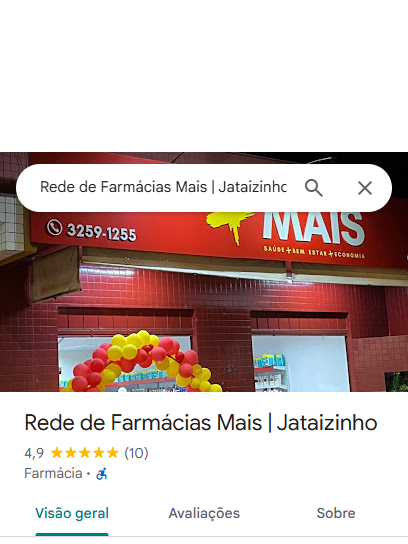 Rede de Farmácias Mais | Jataizinho
3259-1255
MAIS
SAÚDE+BEM ESTAR+ECONOMIA
Rede de Farmácias Mais | Jataizinho
4,9 ★★★★★ (10)
Farmácia ·
Visão geral
Avaliações
Sobre